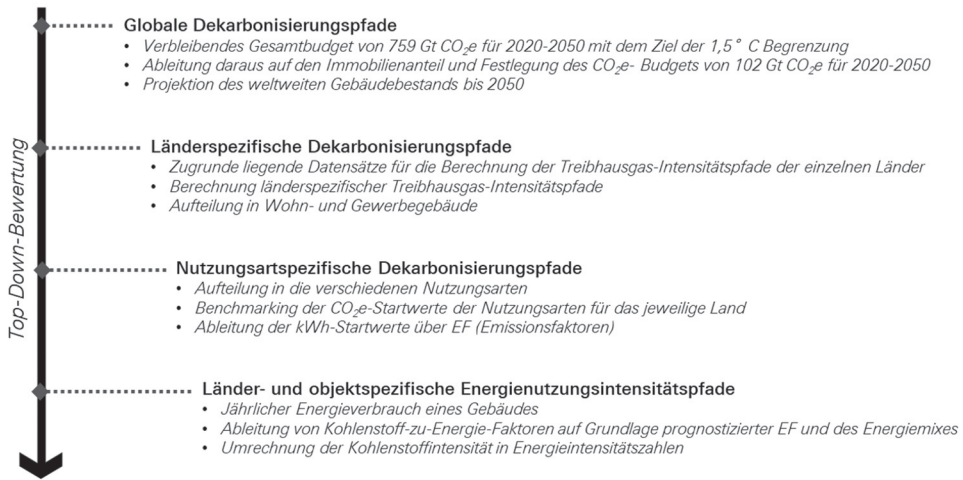 Globale Dekarbonisierungspfade
• Verbleibendes Gesamtbudget von 759 Gt CO₂e für 2020-2050 mit dem Ziel der 1,5° C Begrenzung
• Ableitung daraus auf den Immobilienanteil und Festlegung des CO₂e- Budgets von 102 Gt CO₂e für 2020-2050
• Projektion des weltweiten Gebäudebestands bis 2050
Top-Down-Bewertung
Länderspezifische Dekarbonisierungspfade
• Zugrunde liegende Datensätze für die Berechnung der Treibhausgas-Intensitätspfade der einzelnen Länder
• Berechnung länderspezifischer Treibhausgas-Intensitätspfade
• Aufteilung in Wohn- und Gewerbegebäude
Nutzungsartspezifische Dekarbonisierungspfade
• Aufteilung in die verschiedenen Nutzungsarten
• Benchmarking der CO₂e-Startwerte der Nutzungsarten für das jeweilige Land
• Ableitung der kWh-Startwerte über EF (Emissionsfaktoren)
Länder- und objektspezifische Energienutzungsintensitätspfade
• Jährlicher Energieverbrauch eines Gebäudes
• Ableitung von Kohlenstoff-zu-Energie-Faktoren auf Grundlage prognostizierter EF und des Energiemixes
• Umrechnung der Kohlenstoffintensität in Energieintensitätszahlen